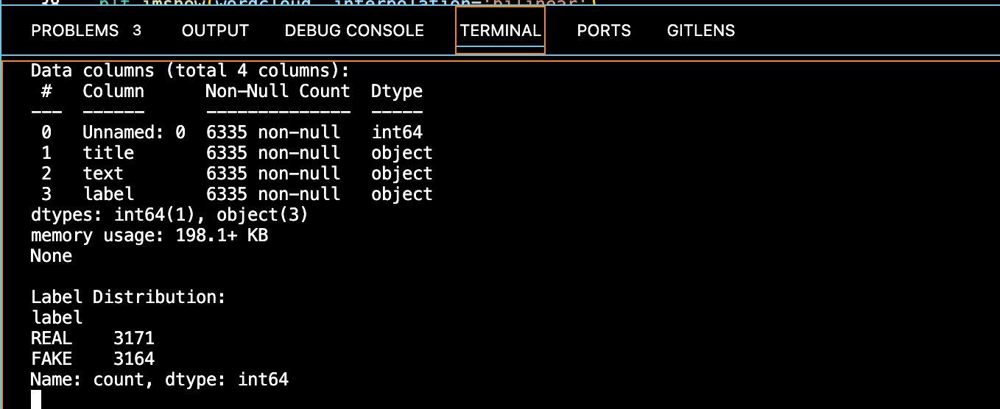 38 plt.imshow(wordcloud, interpolation='bilinear')
PROBLEMS 3 OUTPUT DEBUG CONSOLE TERMINAL PORTS GITLENS
Data columns (total 4 columns):
 #   Column      Non-Null Count  Dtype
---  ------      --------------  -----
 0   Unnamed: 0  6335 non-null   int64
 1   title       6335 non-null   object
 2   text        6335 non-null   object
 3   label       6335 non-null   object
dtypes: int64(1), object(3)
memory usage: 198.1+ KB
None
Label Distribution:
label
REAL    3171
FAKE    3164
Name: count, dtype: int64